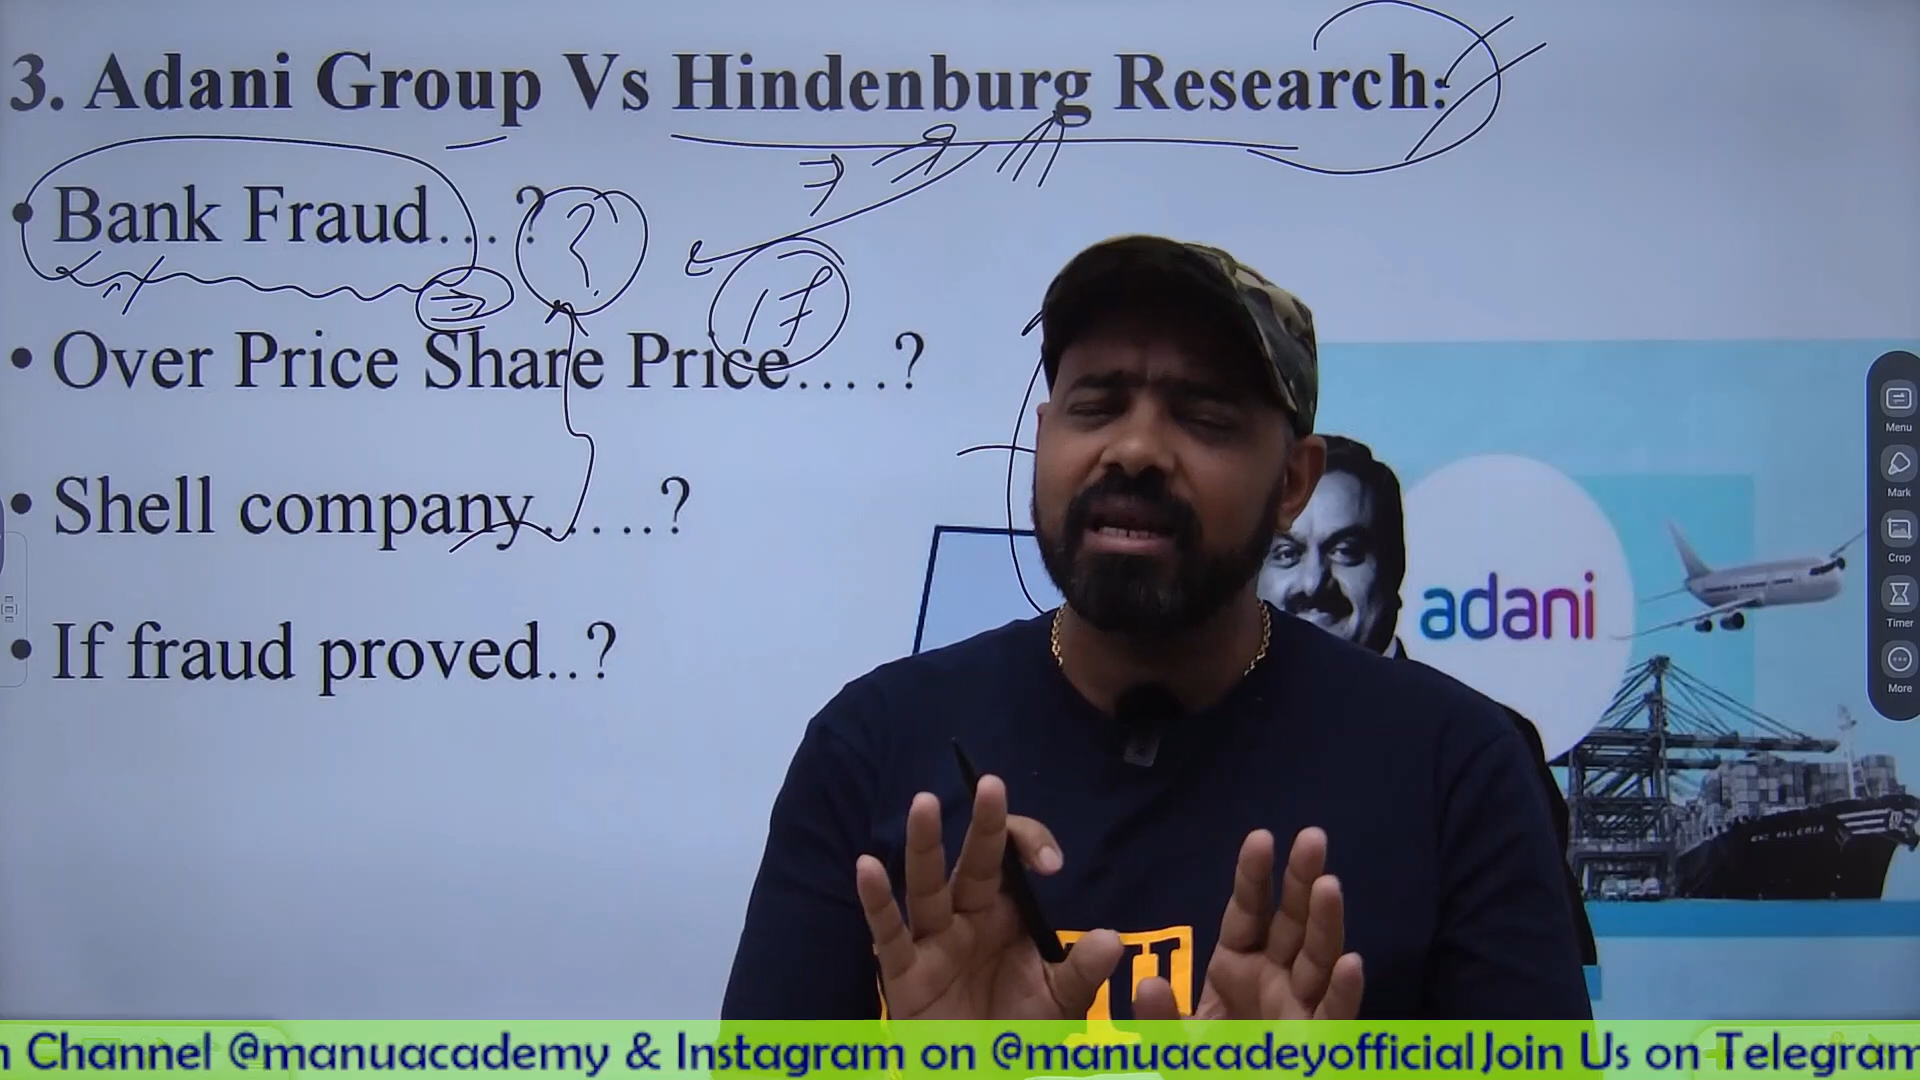 3. Adani Group Vs Hindenburg Research:
• Bank Fraud...?
?
17
• Over Price Share Price....?
• Shell company.....?
• If fraud proved..?
adani
Menu
Mark
Crop
Timer
More
Channel @manuacademy & Instagram on @manuacadeyofficial Join Us on Telegram